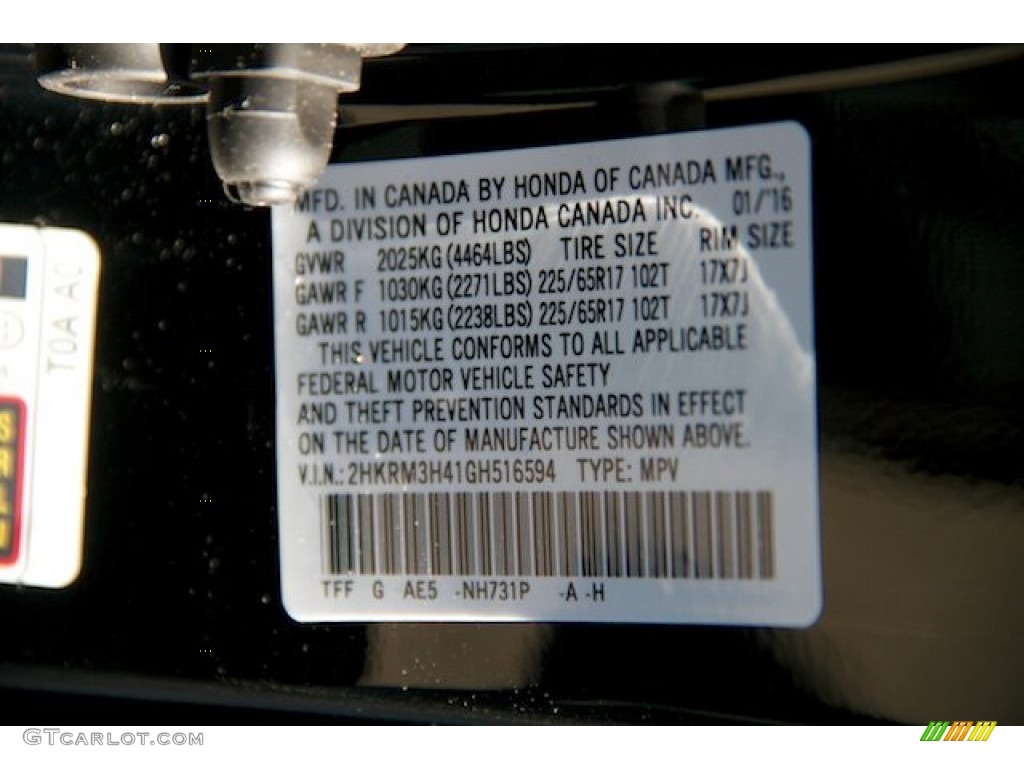 MFD. IN CANADA BY HONDA OF CANADA MFG.,
A DIVISION OF HONDA CANADA INC. 01/'16
GVWR 2025KG (4464LBS) TIRE SIZE RIM SIZE
GAWR F 1030KG (2271LBS) 225/65R17 102T 17X7J
GAWR R 1015KG (2238LBS) 225/65R17 102T 17X7J
THIS VEHICLE CONFORMS TO ALL APPLICABLE
FEDERAL MOTOR VEHICLE SAFETY
AND THEFT PREVENTION STANDARDS IN EFFECT
ON THE DATE OF MANUFACTURE SHOWN ABOVE.
V.I.N.: 2HKRM3H41GH516594 TYPE: MPV
TFF G AE5 -NH731P -A -H
TOA A0
GTcarlot.com